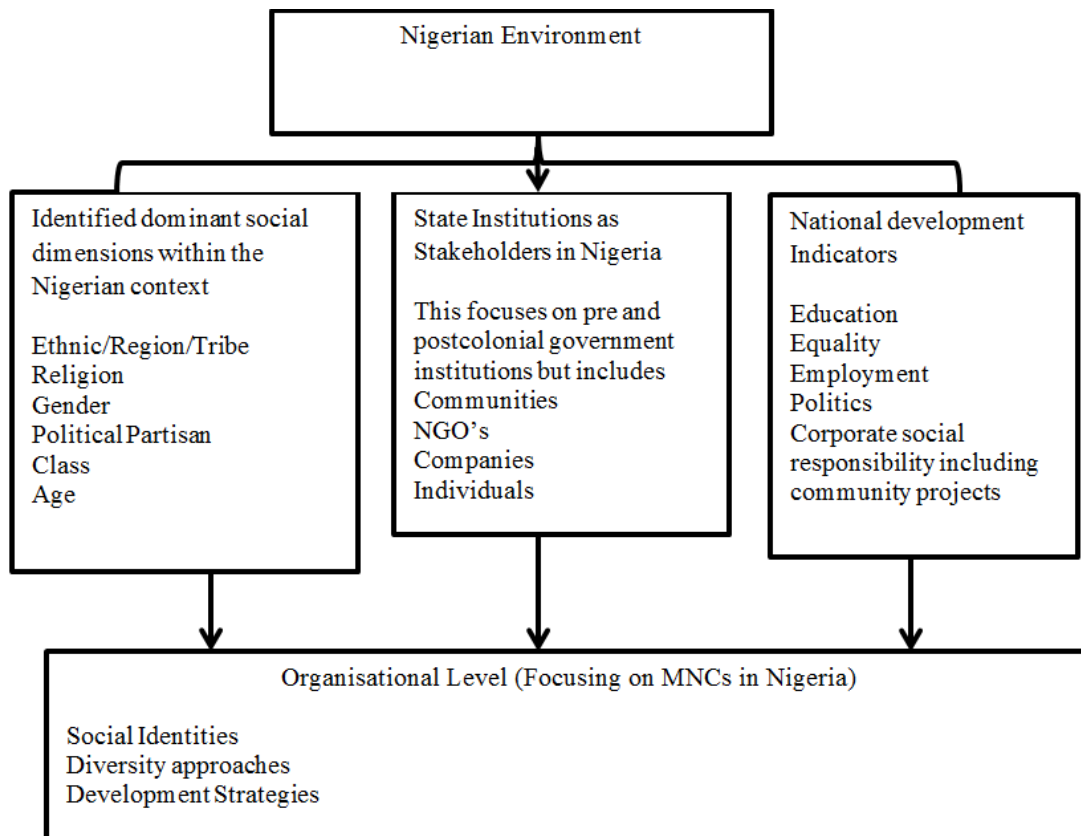 Nigerian Environment
Identified dominant social
dimensions within the
Nigerian context
Ethnic/Region/Tribe
Religion
Gender
Political Partisan
Class
Age
State Institutions as
Stakeholders in Nigeria
This focuses on pre and
postcolonial government
institutions but includes
Communities
NGO’s
Companies
Individuals
National development
Indicators
Education
Equality
Employment
Politics
Corporate social
responsibility including
community projects
Organisational Level (Focusing on MNCs in Nigeria)
Social Identities
Diversity approaches
Development Strategies